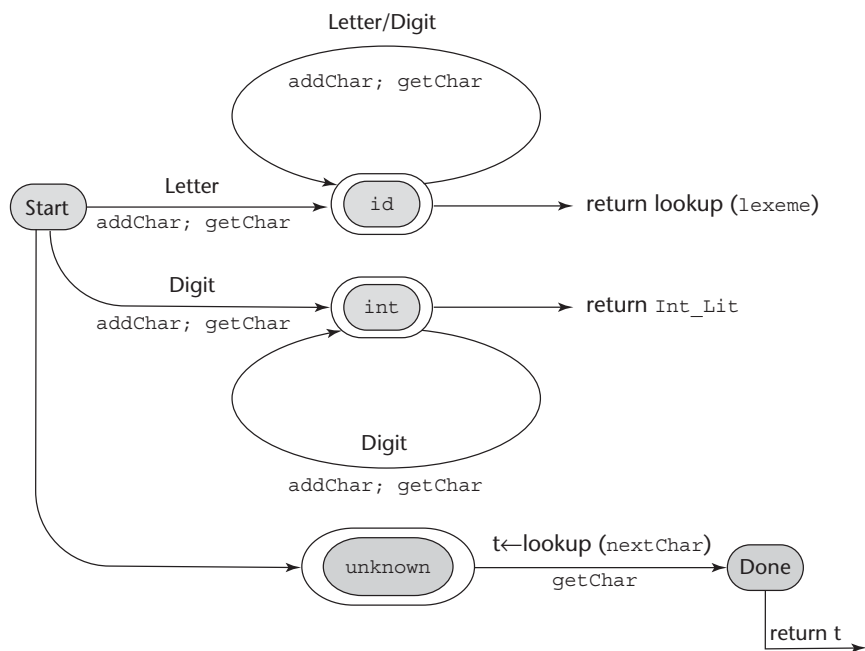 Letter/Digit
addChar; getChar
Letter
Start
addChar; getChar
id
return lookup (lexeme)
Digit
addChar; getChar
int
return Int_Lit
Digit
addChar; getChar
unknown
t←lookup (nextChar)
getChar
Done
return t